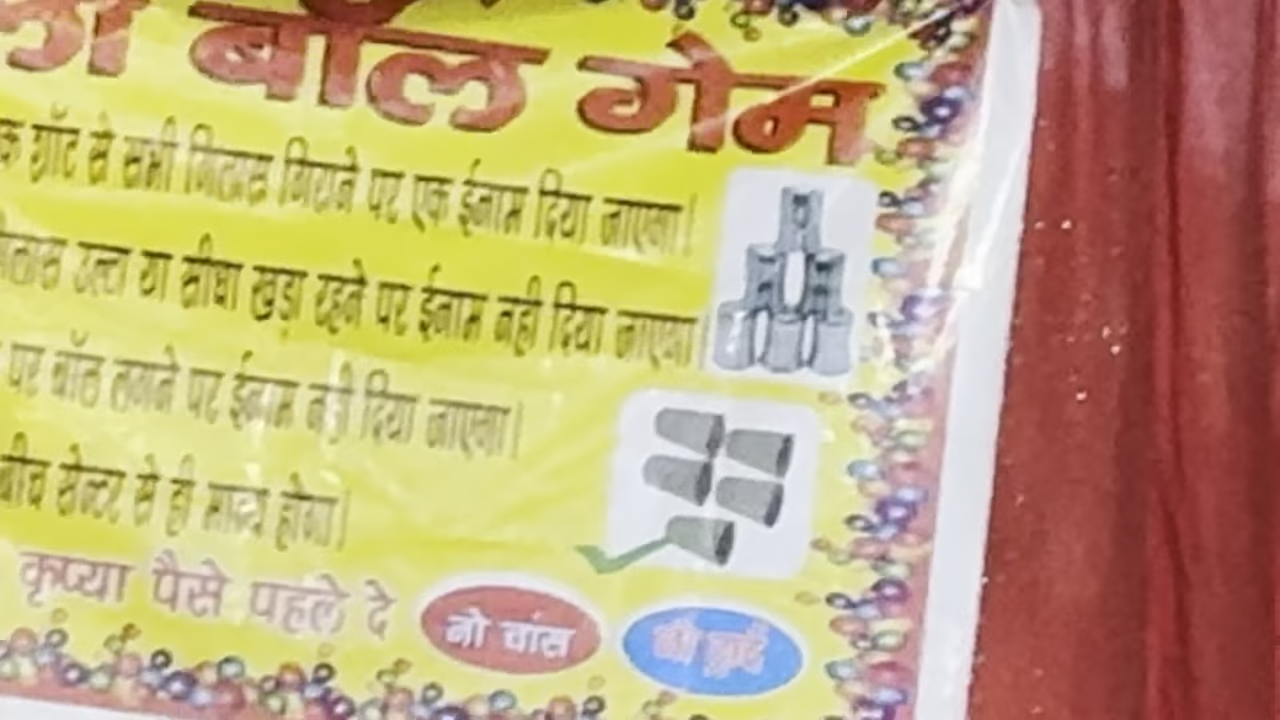 बॉल गेम
शॉट से सभी गिलास गिराने पर एक ईनाम दिया जाएगा।
उल्टा या सीधा खड़ा रहने पर ईनाम नही दिया जाएगा
पर बॉल लगने पर ईनाम नही दिया जाएगा।
बीच सेन्टर से ही मान्य होगा।
कृप्या पैसे पहले दे नो चांस